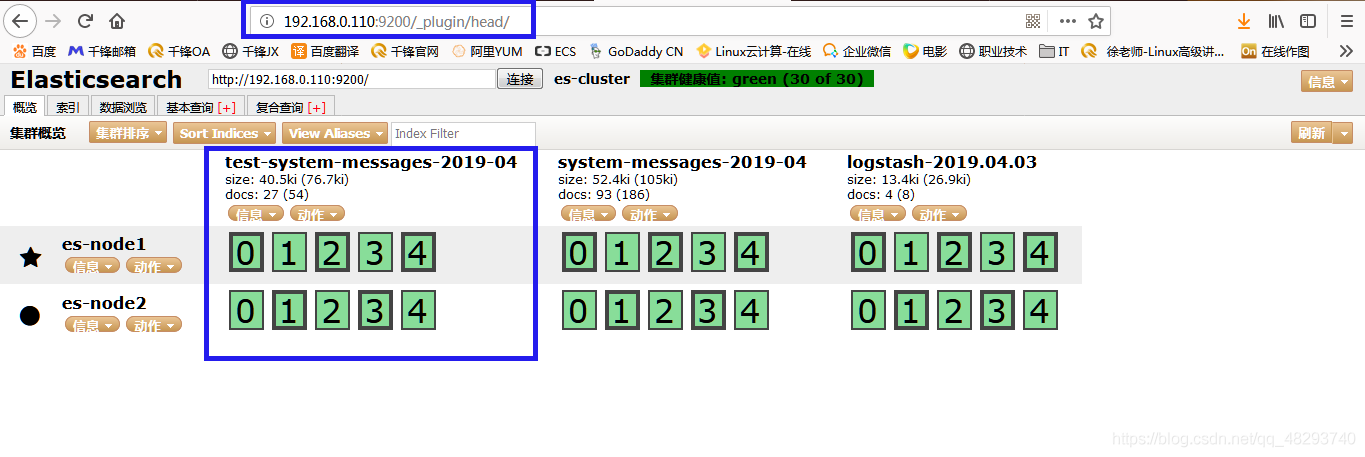 192.168.0.110:9200/_plugin/head/
百度 千锋邮箱 千锋OA 千锋JX 百度翻译 千锋官网 阿里YUM ECS GoDaddy CN Linux云计算-在线 企业微信 电影 职业技术 IT 徐老师-Linux高级讲... On 在线作图
Elasticsearch http://192.168.0.110:9200/ 连接 es-cluster 集群健康值: green (30 of 30) 信息
概览 索引 数据浏览 基本查询 [+] 复合查询 [+]
集群概览 集群排序 Sort Indices View Aliases Index Filter 刷新
test-system-messages-2019-04 system-messages-2019-04 logstash-2019.04.03
size: 40.5ki (76.7ki) size: 52.4ki (105ki) size: 13.4ki (26.9ki)
docs: 27 (54) docs: 93 (186) docs: 4 (8)
信息 动作 信息 动作 信息 动作
es-node1 0 1 2 3 4 0 1 2 3 4 0 1 2 3 4
信息 动作
es-node2 0 1 2 3 4 0 1 2 3 4 0 1 2 3 4
信息 动作
https://blog.csdn.net/qq_48293740